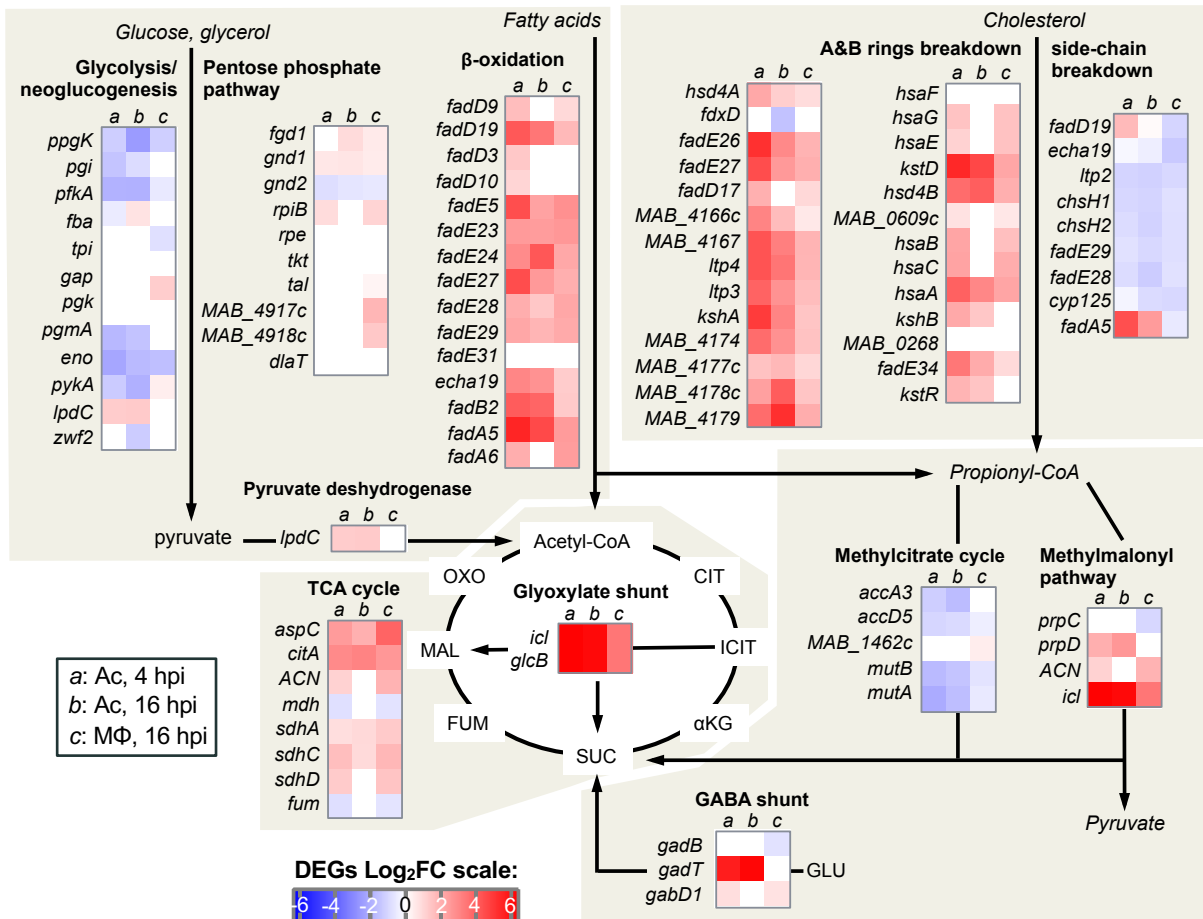 Glucose, glycerol
Fatty acids
Cholesterol
Glycolysis/
neoglucogenesis
a b c
ppgK
pgi
pfkA
fba
tpi
gap
pgk
pgmA
eno
pykA
lpdC
zwf2
Pentose phosphate
pathway
a b c
fgd1
gnd1
gnd2
rpiB
rpe
tkt
tal
MAB_4917c
MAB_4918c
dlaT
β-oxidation
a b c
fadD9
fadD19
fadD3
fadD10
fadE5
fadE23
fadE24
fadE27
fadE28
fadE29
fadE31
echa19
fadB2
fadA5
fadA6
A&B rings breakdown
a b c
hsd4A
fdxD
fadE26
fadE27
fadD17
MAB_4166c
MAB_4167
ltp4
ltp3
kshA
MAB_4174
MAB_4177c
MAB_4178c
MAB_4179
a b c
hsaF
hsaG
hsaE
kstD
hsd4B
MAB_0609c
hsaB
hsaC
hsaA
kshB
MAB_0268
fadE34
kstR
side-chain
breakdown
a b c
fadD19
echa19
ltp2
chsH1
chsH2
fadE29
fadE28
cyp125
fadA5
Pyruvate deshydrogenase
a b c
pyruvate
lpdC
Acetyl-CoA
OXO
CIT
MAL
ICIT
FUM
αKG
SUC
Glyoxylate shunt
a b c
icl
glcB
TCA cycle
a b c
aspC
citA
ACN
mdh
sdhA
sdhC
sdhD
fum
Propionyl-CoA
Methylcitrate cycle
a b c
accA3
accD5
MAB_1462c
mutB
mutA
Methylmalonyl
pathway
a b c
prpC
prpD
ACN
icl
Pyruvate
GABA shunt
a b c
gadB
gadT
gabD1
GLU
a: Ac, 4 hpi
b: Ac, 16 hpi
c: MΦ, 16 hpi
DEGs Log₂FC scale:
-6 -4 -2 0 2 4 6